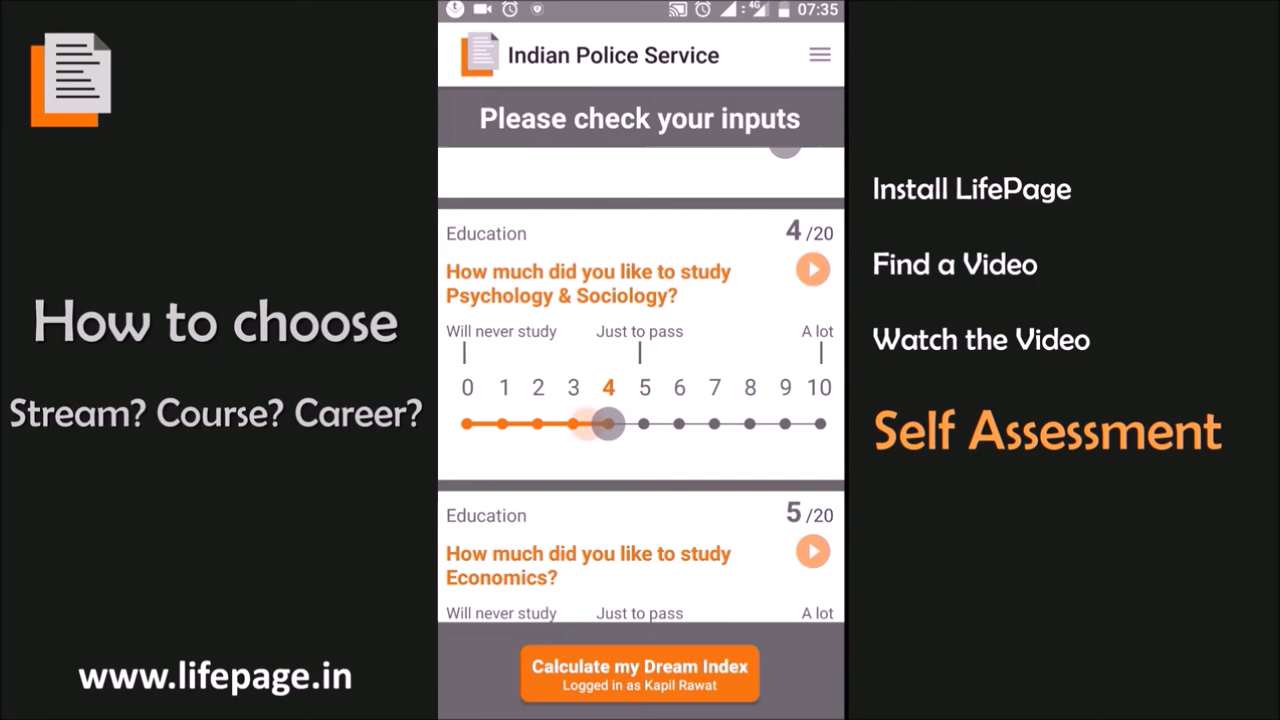 4G 07:35
Indian Police Service
Please check your inputs
Education 4 /20
How much did you like to study
Psychology & Sociology?
Will never study Just to pass A lot
0 1 2 3 4 5 6 7 8 9 10
Education 5 /20
How much did you like to study
Economics?
Will never study Just to pass A lot
Calculate my Dream Index
Logged in as Kapil Rawat
How to choose
Stream? Course? Career?
www.lifepage.in
Install LifePage
Find a Video
Watch the Video
Self Assessment